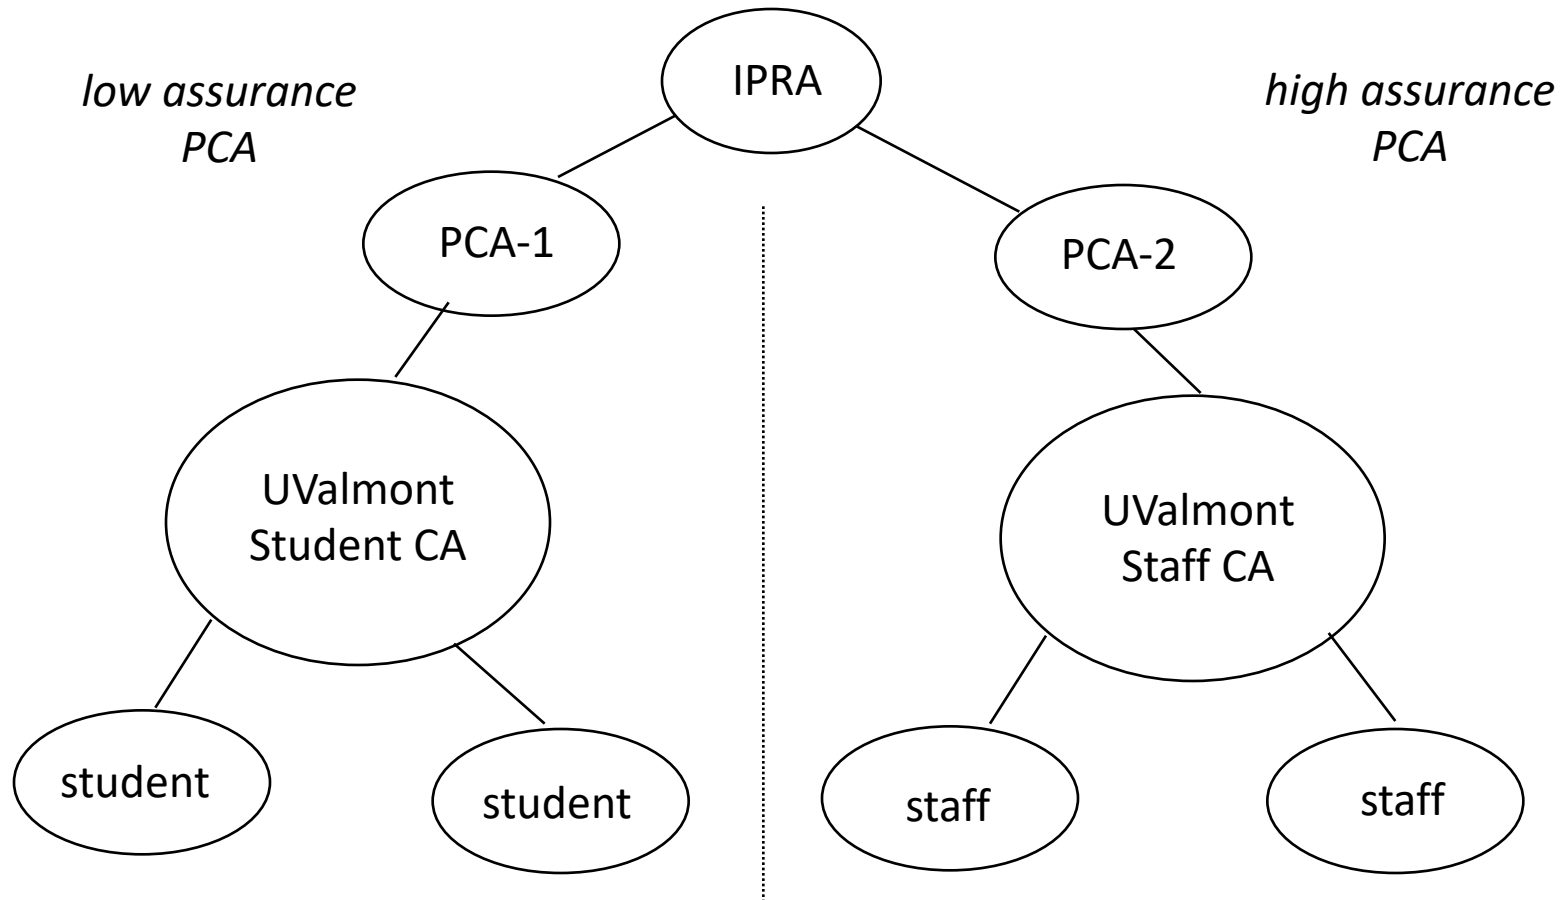 IPRA
low assurance
PCA
high assurance
PCA
PCA-1
PCA-2
UValmont
Student CA
UValmont
Staff CA
student
student
staff
staff